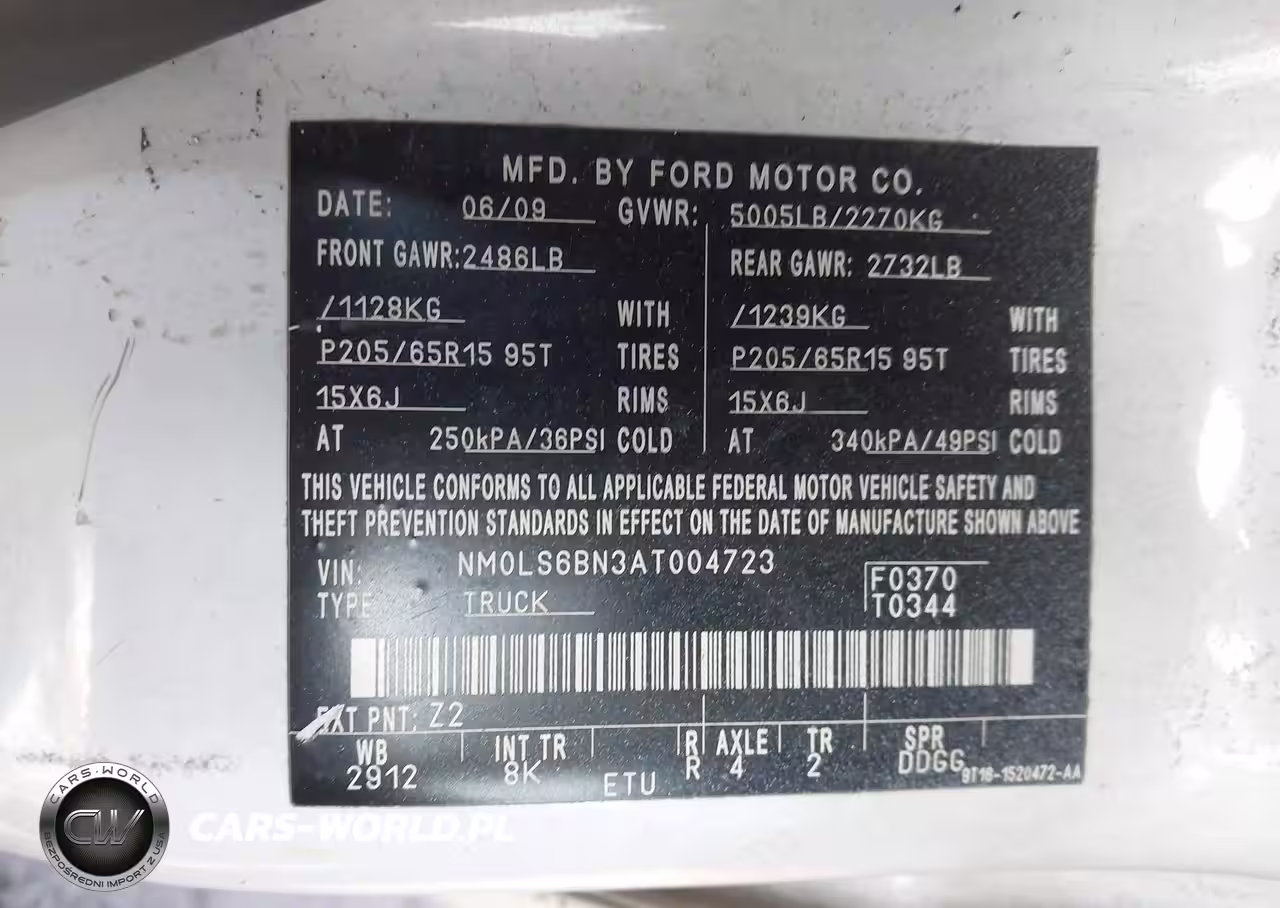 MFD. BY FORD MOTOR CO.
DATE: 06/09 GVWR: 5005LB/2270KG
FRONT GAWR: 2486LB REAR GAWR: 2732LB
/1128KG WITH /1239KG WITH
P205/65R15 95T TIRES P205/65R15 95T TIRES
15X6J RIMS 15X6J RIMS
AT 250kPA/36PSI COLD AT 340kPA/49PSI COLD
THIS VEHICLE CONFORMS TO ALL APPLICABLE FEDERAL MOTOR VEHICLE SAFETY AND
THEFT PREVENTION STANDARDS IN EFFECT ON THE DATE OF MANUFACTURE SHOWN ABOVE
VIN: NM0LS6BN3AT004723 F0370
TYPE TRUCK T0344
EXT PNT: Z2
WB INT TR R AXLE TR SPR
2912 8K R 4 2 DDGG
ETU 9T16-1520472-AA
CARS-WORLD
CW
BEZPOŚREDNI IMPORT Z USA
CARS-WORLD.PL